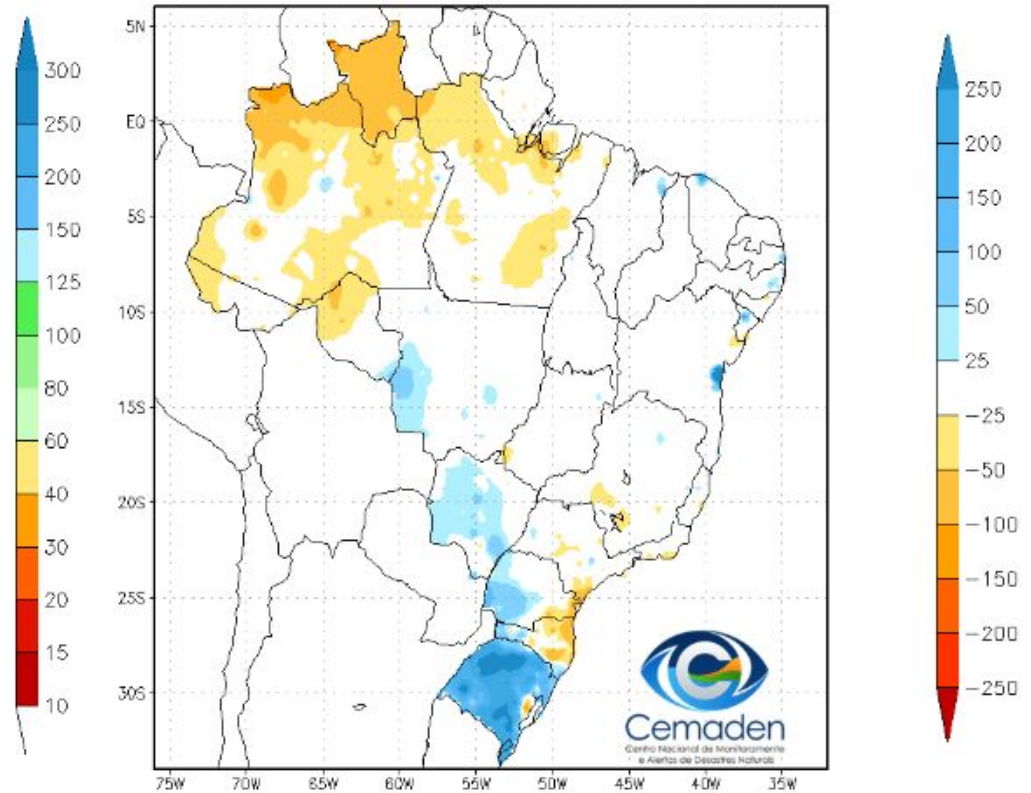 300
250
200
150
125
100
80
60
40
30
20
15
10
5N
EQ
5S
10S
15S
20S
25S
30S
75W
70W
65W
60W
55W
50W
45W
40W
35W
Cemaden
Centro Nacional de Monitoramento
e Alertas de Desastres Naturais
250
200
150
100
50
25
−25
−50
−100
−150
−200
−250